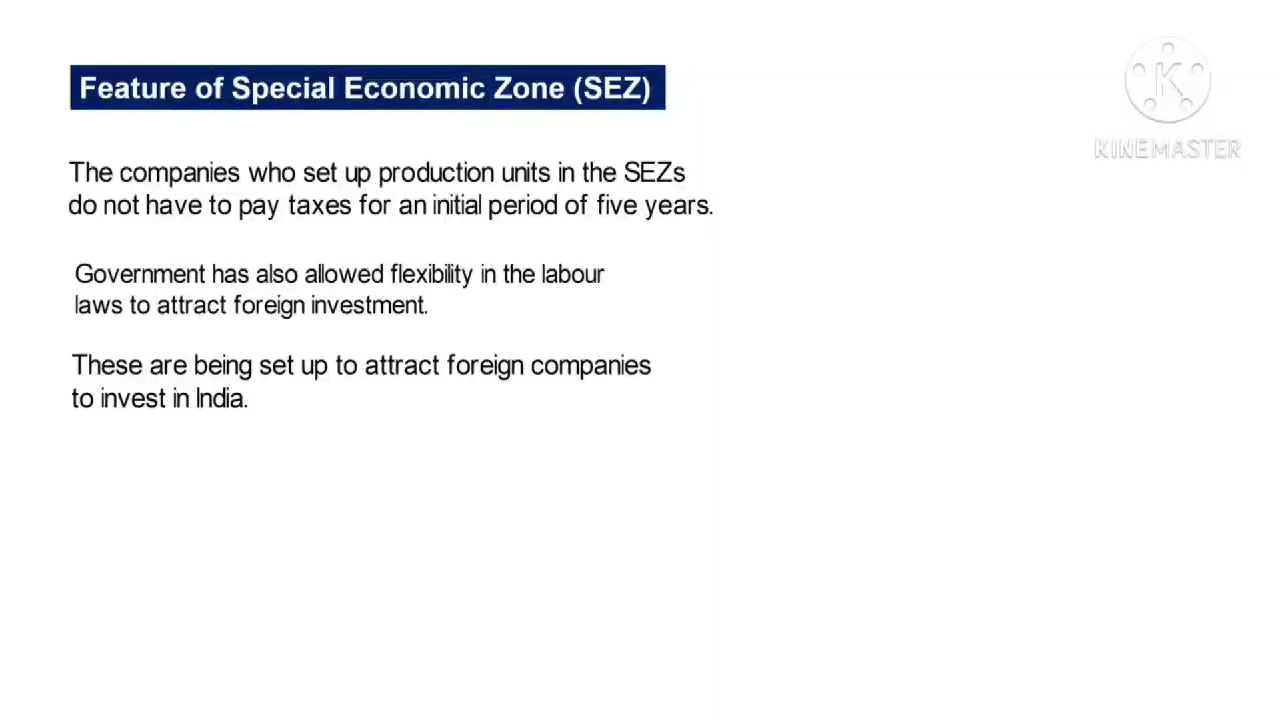 Feature of Special Economic Zone (SEZ)
K
KINEMASTER
The companies who set up production units in the SEZs
do not have to pay taxes for an initial period of five years.
Government has also allowed flexibility in the labour
laws to attract foreign investment.
These are being set up to attract foreign companies
to invest in India.